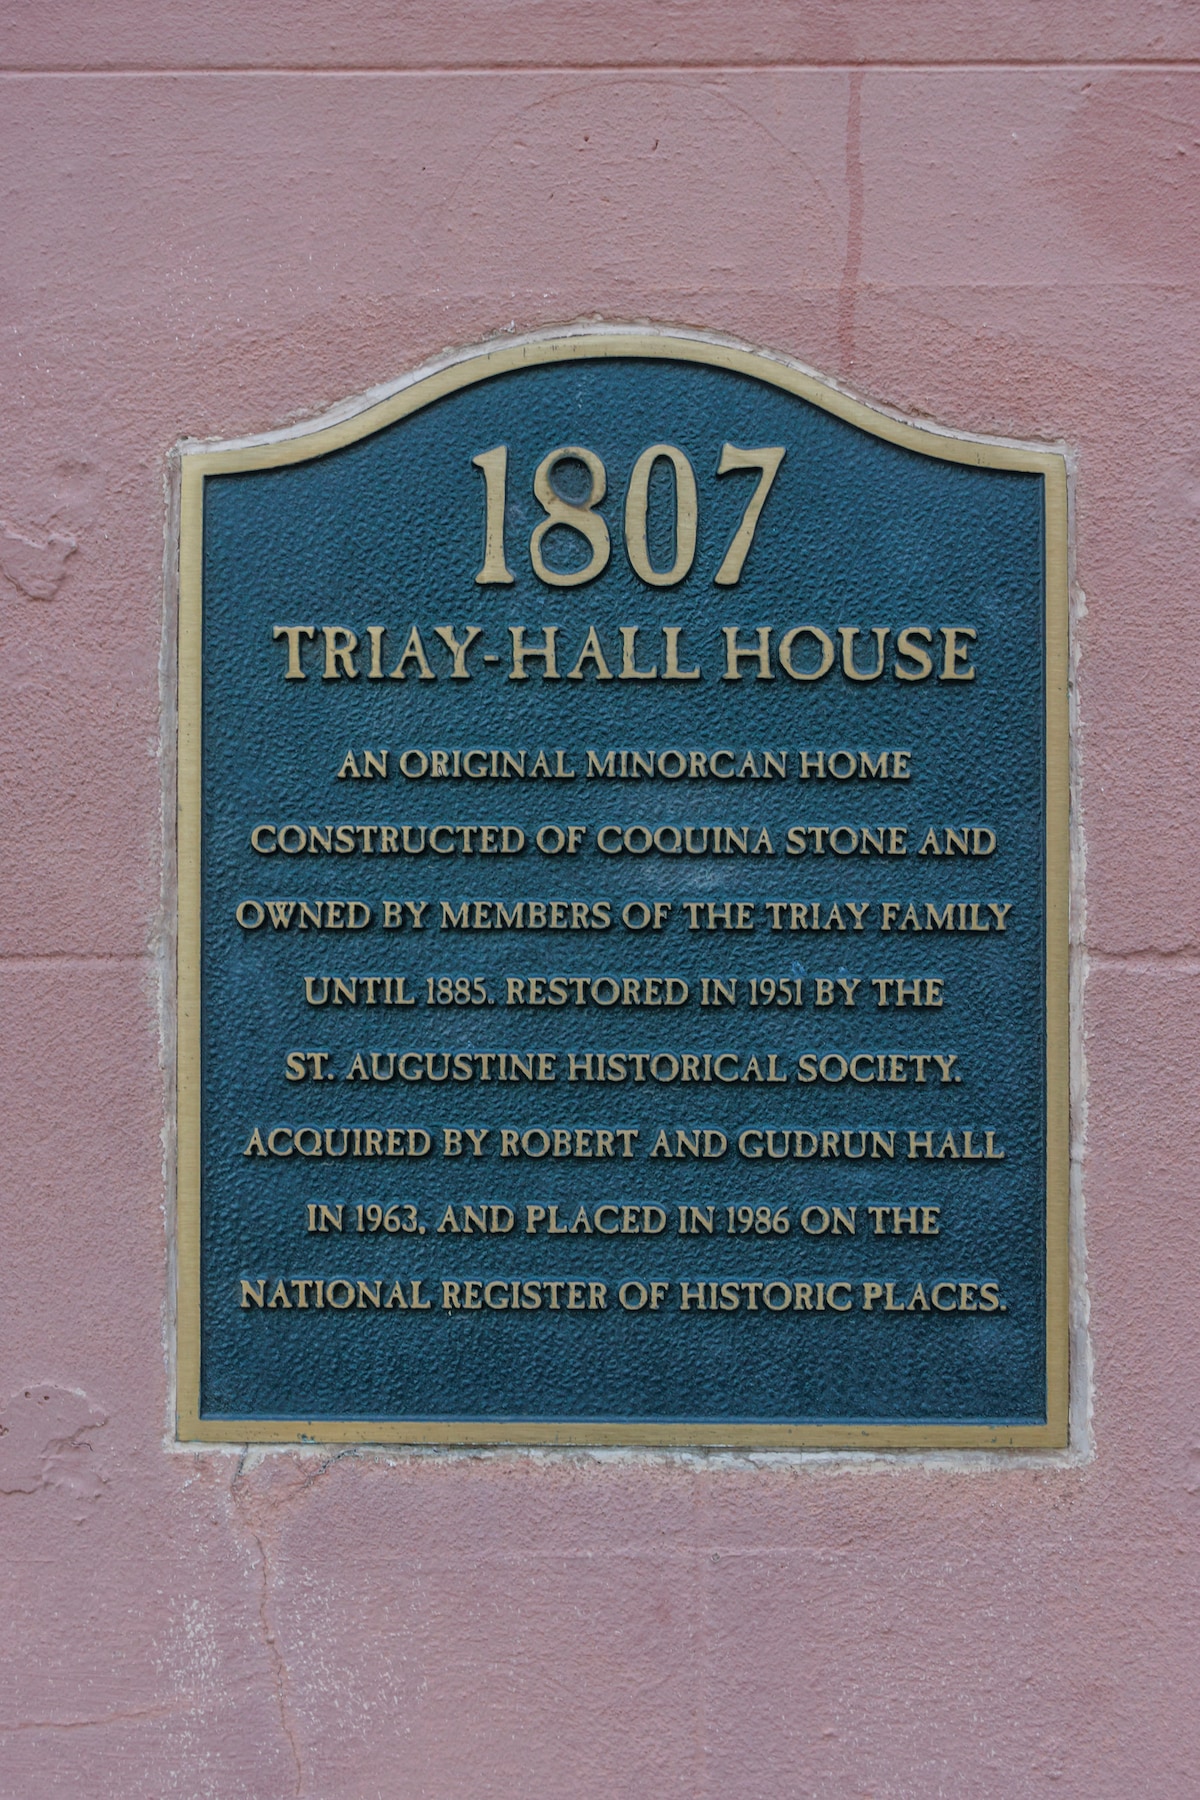 1807
TRIAY-HALL HOUSE
AN ORIGINAL MINORCAN HOME
CONSTRUCTED OF COQUINA STONE AND
OWNED BY MEMBERS OF THE TRIAY FAMILY
UNTIL 1885. RESTORED IN 1951 BY THE
ST. AUGUSTINE HISTORICAL SOCIETY.
ACQUIRED BY ROBERT AND GUDRUN HALL
IN 1963, AND PLACED IN 1986 ON THE
NATIONAL REGISTER OF HISTORIC PLACES.